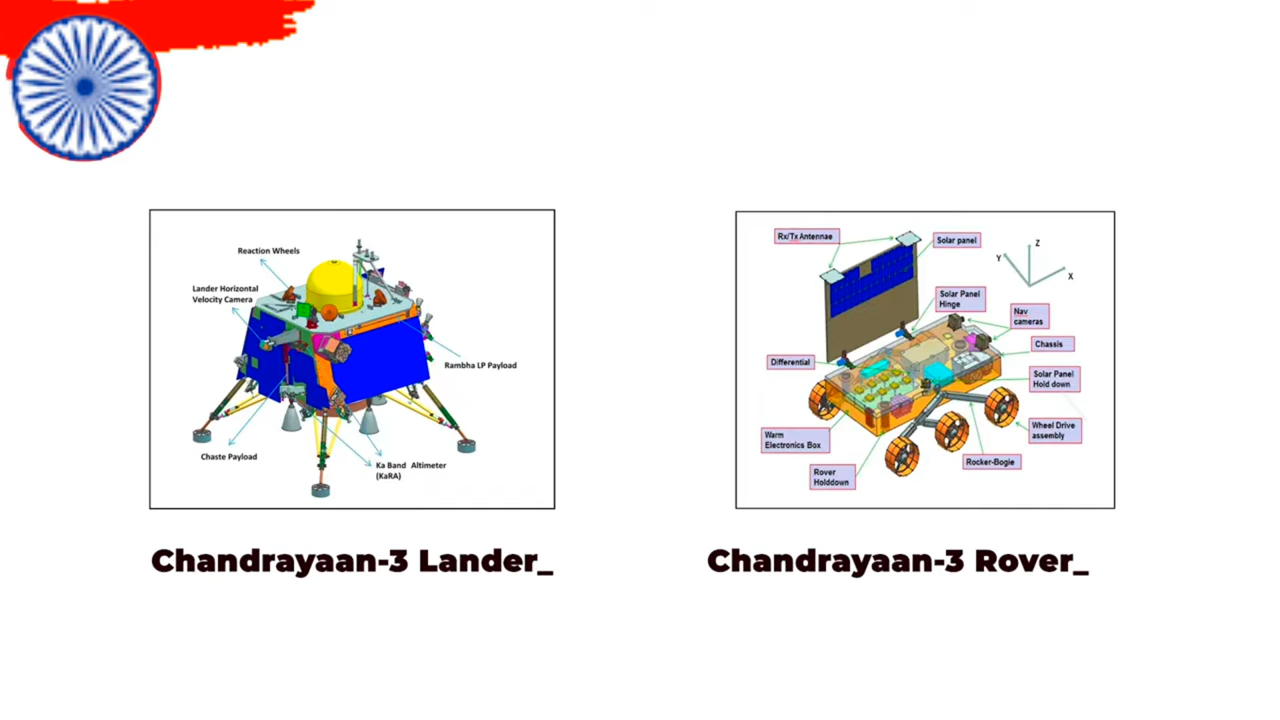 Reaction Wheels
Lander Horizontal
Velocity Camera
Rambha LP Payload
Chaste Payload
Ka Band Altimeter
(KaRA)
Chandrayaan-3 Lander_
Rx/Tx Antennae
Solar panel
Z
Y
X
Solar Panel
Hinge
Nav
cameras
Chassis
Differential
Solar Panel
Hold down
Wheel Drive
assembly
Warm
Electronics Box
Rocker-Bogie
Rover
Holddown
Chandrayaan-3 Rover_